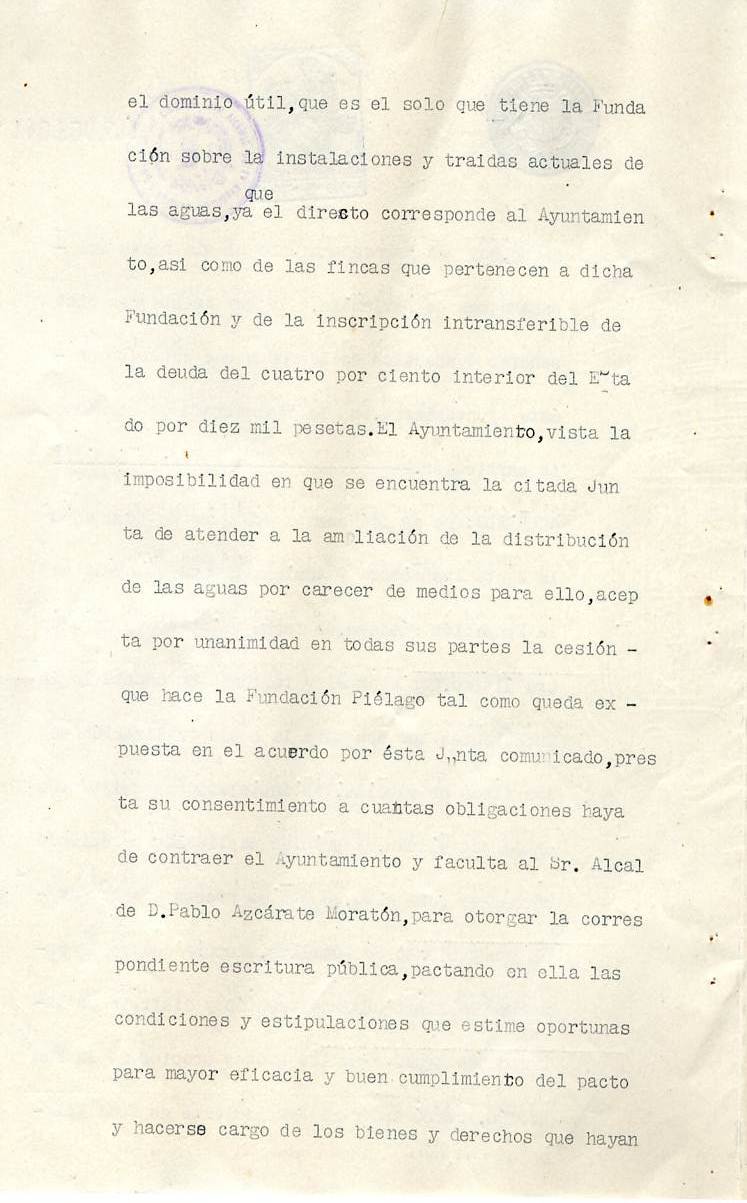 el dominio útil,que es el solo que tiene la Funda
ción sobre la instalaciones y traidas actuales de
que
las aguas,ya el directo corresponde al Ayuntamien
to,asi como de las fincas que pertenecen a dicha
Fundación y de la inscripción intransferible de
la deuda del cuatro por ciento interior del E ta
do por diez mil pesetas.El Ayuntamiento,vista la
imposibilidad en que se encuentra la citada Jun
ta de atender a la am liación de la distribución
de las aguas por carecer de medios para ello,acep
ta por unanimidad en todas sus partes la cesión -
que hace la Fundación Piélago tal como queda ex -
puesta en el acuerdo por ésta J,,nta comunicado,pres
ta su consentimiento a cuantas obligaciones haya
de contraer el Ayuntamiento y faculta al Sr. Alcal
de D.Pablo Azcárate Moratón,para otorgar la corres
pondiente escritura pública,pactando en ella las
condiciones y estipulaciones que estime oportunas
para mayor eficacia y buen cumplimiento del pacto
y hacerse cargo de los bienes y derechos que hayan